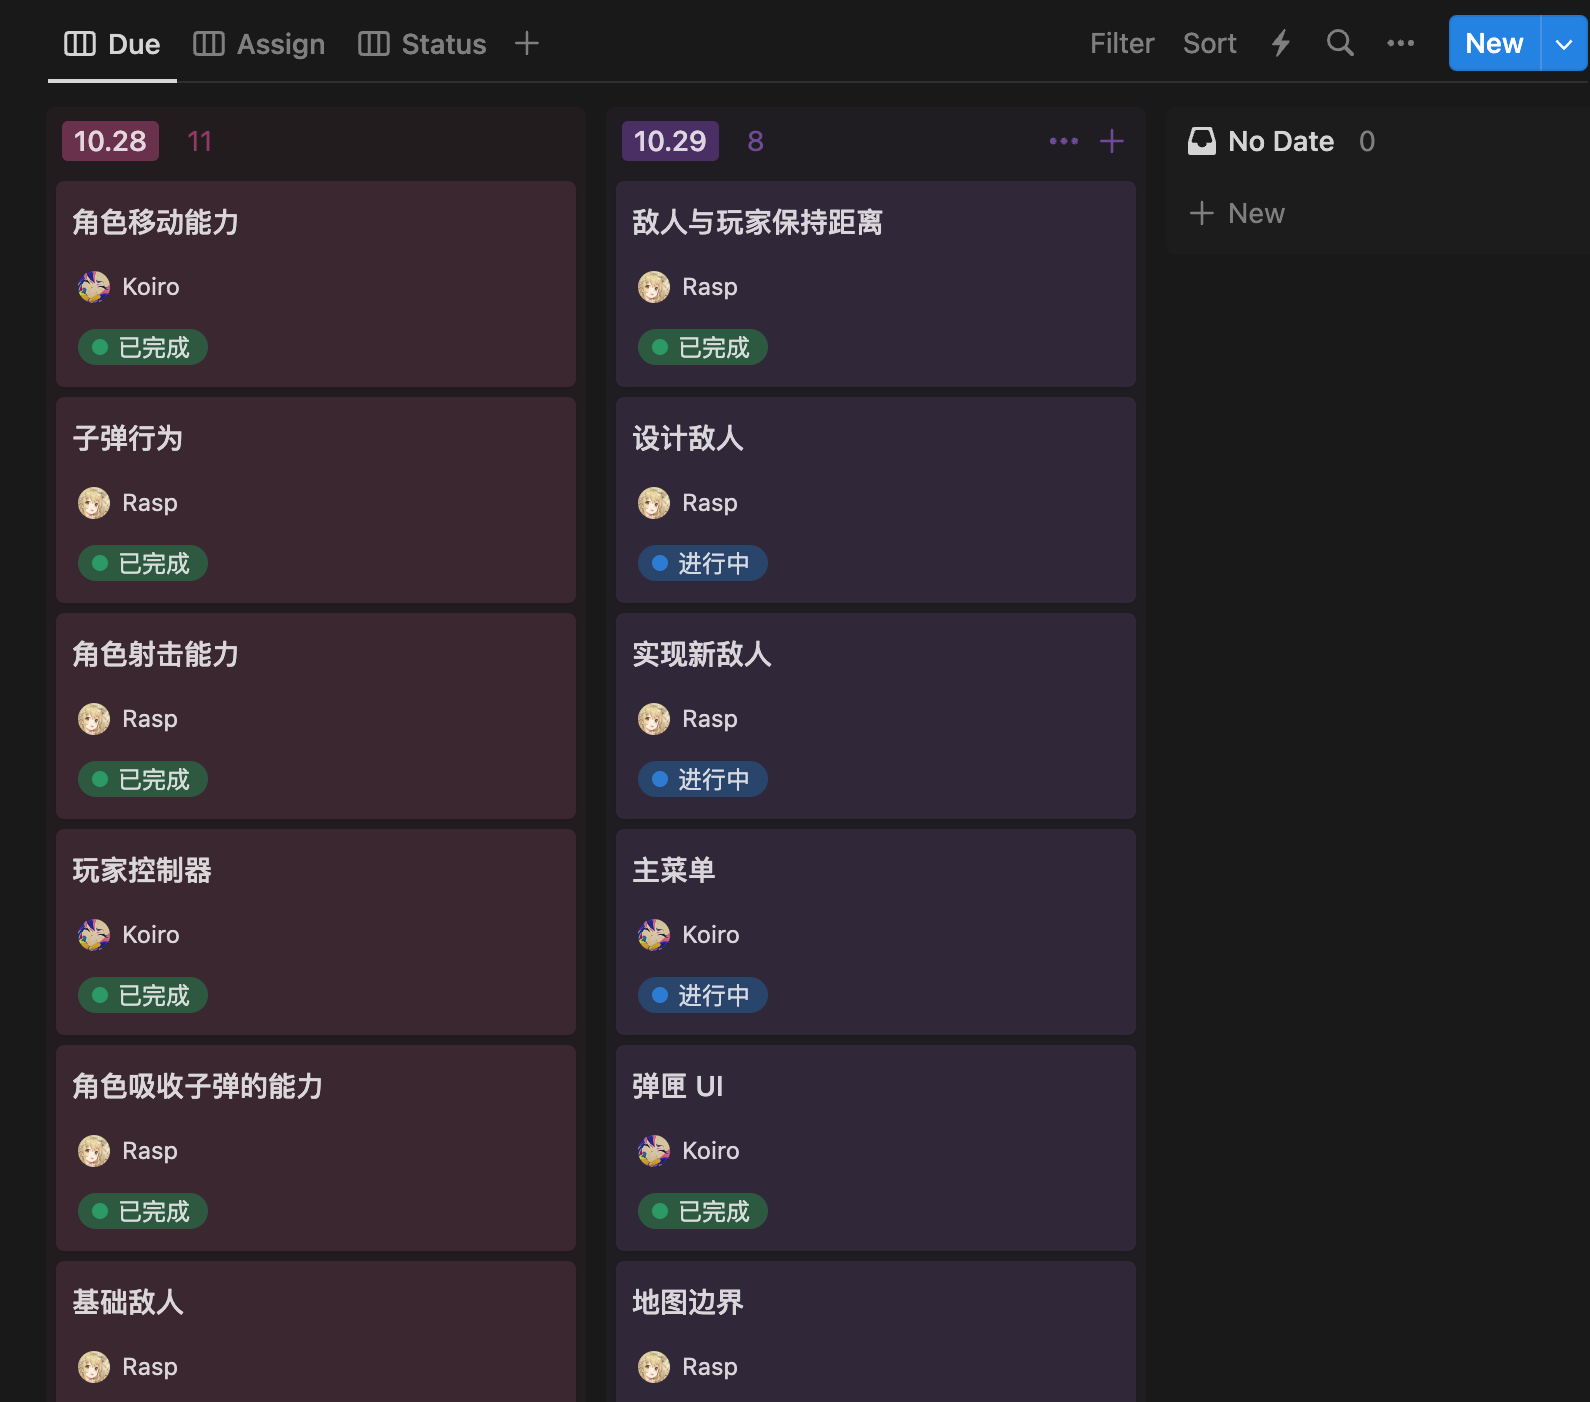 Due Assign Status Filter Sort New
10.28 11
角色移动能力
Koiro
已完成
子弹行为
Rasp
已完成
角色射击能力
Rasp
已完成
玩家控制器
Koiro
已完成
角色吸收子弹的能力
Rasp
已完成
基础敌人
Rasp
10.29 8
敌人与玩家保持距离
Rasp
已完成
设计敌人
Rasp
进行中
实现新敌人
Rasp
进行中
主菜单
Koiro
进行中
弹匣 UI
Koiro
已完成
地图边界
Rasp
No Date 0
New